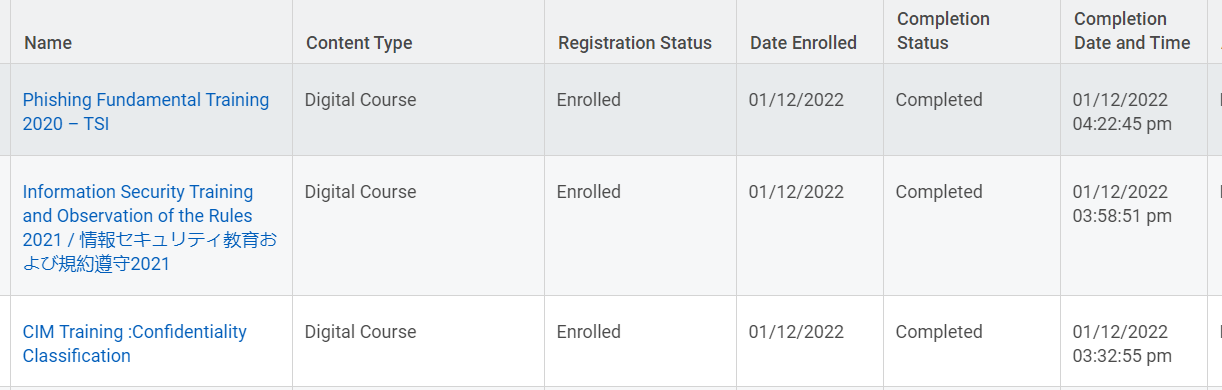 Name
Content Type
Registration Status
Date Enrolled
Completion
Status
Completion
Date and Time
Phishing Fundamental Training
2020 – TSI
Digital Course
Enrolled
01/12/2022
Completed
01/12/2022
04:22:45 pm
Information Security Training
and Observation of the Rules
2021 / 情報セキュリティ教育お
よび規約遵守2021
Digital Course
Enrolled
01/12/2022
Completed
01/12/2022
03:58:51 pm
CIM Training :Confidentiality
Classification
Digital Course
Enrolled
01/12/2022
Completed
01/12/2022
03:32:55 pm